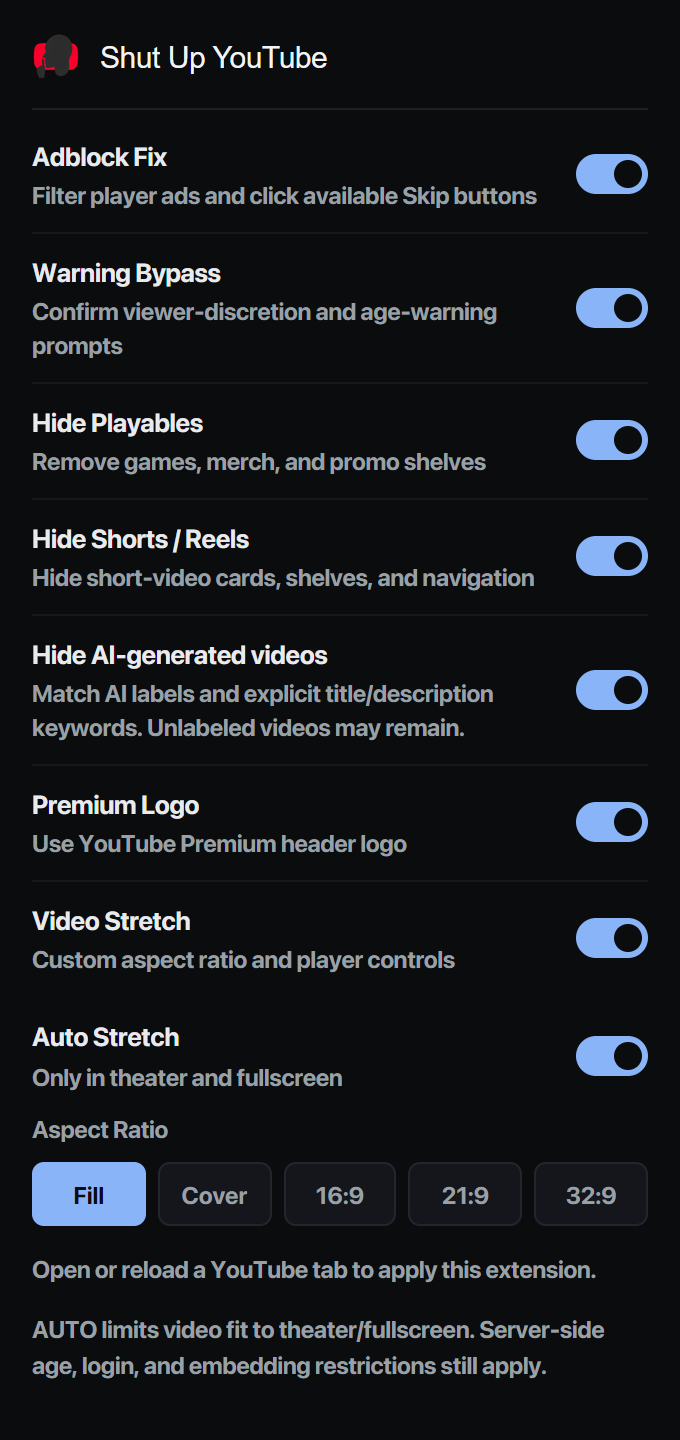 Shut Up YouTube
Adblock Fix
Filter player ads and click available Skip buttons
Warning Bypass
Confirm viewer-discretion and age-warning
prompts
Hide Playables
Remove games, merch, and promo shelves
Hide Shorts / Reels
Hide short-video cards, shelves, and navigation
Hide AI-generated videos
Match AI labels and explicit title/description
keywords. Unlabeled videos may remain.
Premium Logo
Use YouTube Premium header logo
Video Stretch
Custom aspect ratio and player controls
Auto Stretch
Only in theater and fullscreen
Aspect Ratio
Fill Cover 16:9 21:9 32:9
Open or reload a YouTube tab to apply this extension.
AUTO limits video fit to theater/fullscreen. Server-side
age, login, and embedding restrictions still apply.